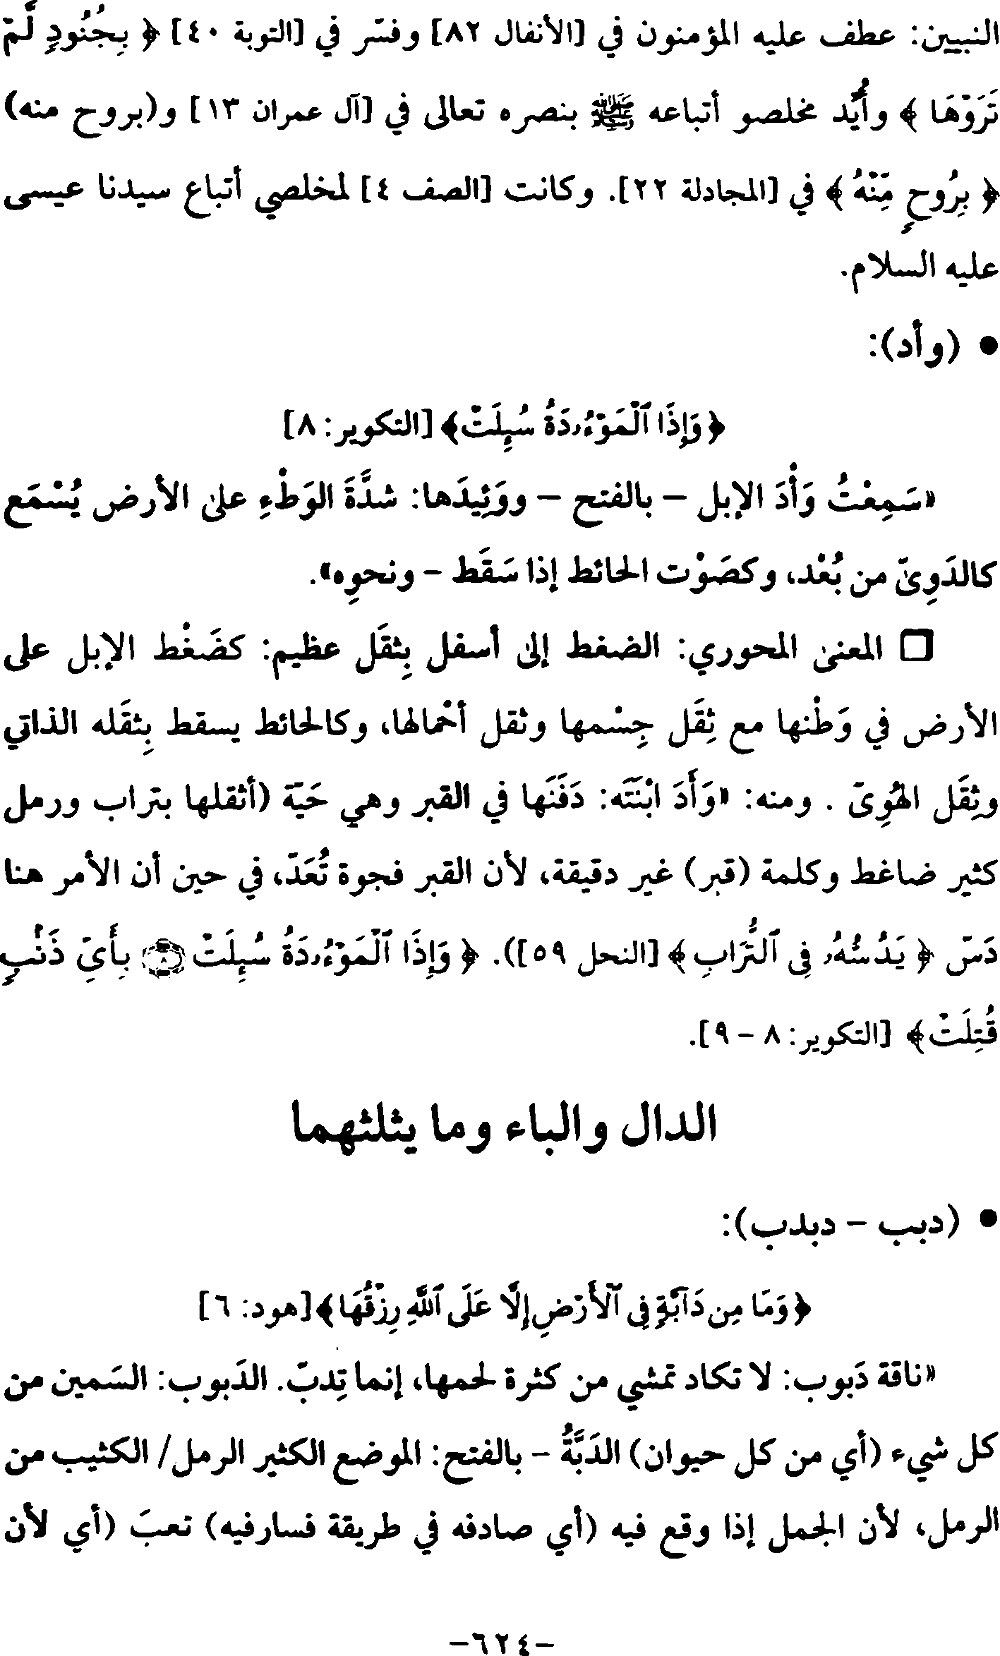 النبيين: عطف عليه المؤمنون في [الأنفال ٨٢] وفسّر في [التوبة ٤٠] ﴿ بِجُنُودٍ لَّمْ
تَرَوْهَا ﴾ وأيَّد مخلصو أتباعه ﷺ بنصره تعالى في [آل عمران ١٣] و(بروح منه)
﴿ بِرُوحٍ مِّنْهُ ﴾ في [المجادلة ٢٢]. وكانت [الصف ٤] لمخلصي أتباع سيدنا عيسى
عليه السلام.
• (وأد):
﴿ وَإِذَا ٱلْمَوْءُۥدَةُ سُئِلَتْ﴾ [التكوير: ٨]
«سَمِعْتُ وَأْدَ الإبل – بالفتح – ووَئِيدَها: شدَّةَ الوَطْءِ على الأرض يُسْمَع
كالدَوِىّ من بُعْد، وكصَوْت الحائط إذا سَقَط – ونحوِه».
❒ المعنى المحوري: الضغط إلى أسفل بِثقَل عظيم: كضَغْط الإبل على
الأرض في وَطْئها مع ثِقَل جِسْمها وثقل أحْمالها، وكالحائط يسقط بِثقَله الذاتي
وثِقَل الهُوِىّ . ومنه: «وَأَدَ ابْنَتَه: دَفَنَها في القبر وهي حَيّة (أثقلها بتراب ورمل
كثير ضاغط وكلمة (قبر) غير دقيقة، لأن القبر فجوة تُعَدّ، في حين أن الأمر هنا
دَسّ ﴿ يَدُسُّهُۥ فِى ٱلتُّرَابِ ﴾ [النحل ٥٩]). ﴿ وَإِذَا ٱلْمَوْءُۥدَةُ سُئِلَتْ ۝٨ بِأَىِّ ذَنۢبٍ
قُتِلَتْ﴾ [التكوير: ٨ – ٩].
الدال والباء وما يثلثهما
• (دبب – دبدب):
﴿ وَمَا مِن دَآبَّةٍ فِى ٱلْأَرْضِ إِلَّا عَلَى ٱللَّهِ رِزْقُهَا﴾ [هود: ٦]
«ناقة دَبوب: لا تكاد تمشي من كثرة لحمها، إنما تِدبّ. الدَبوب: السَمين من
كل شيء (أي من كل حيوان) الدَبَّةُ – بالفتح: الموضع الكثير الرمل/ الكثيب من
الرمل، لأن الجمل إذا وقع فيه (أي صادفه في طريقة فسارفيه) تعبَ (أي لأن
–٦٢٤–